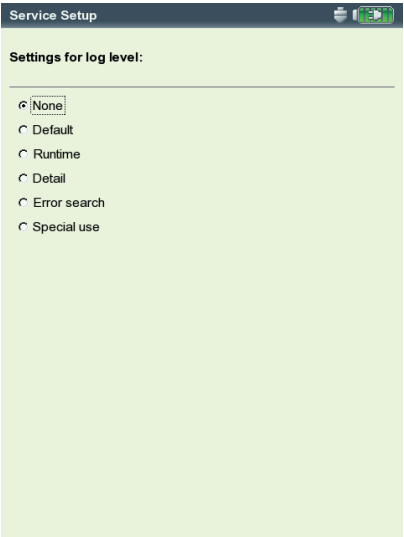 Service Setup
Settings for log level:
None
Default
Runtime
Detail
Error search
Special use